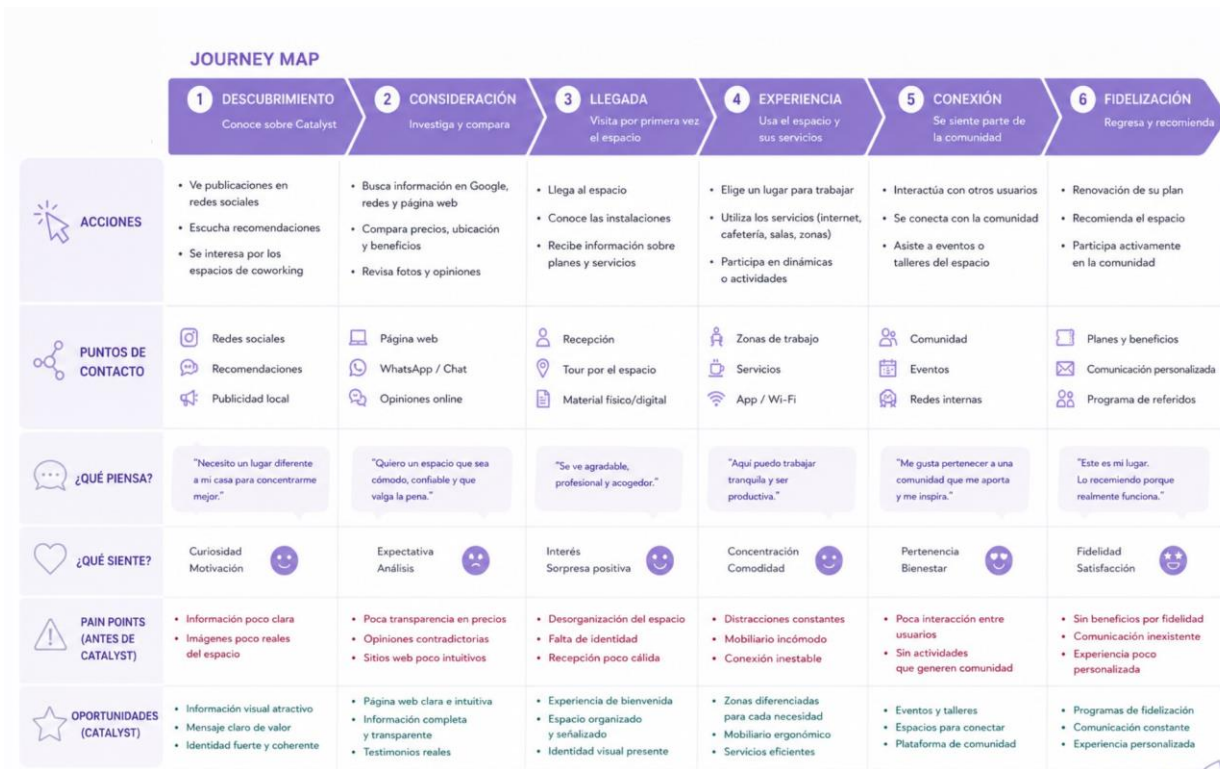 JOURNEY MAP
1 DESCUBRIMIENTO
Conoce sobre Catalyst
2 CONSIDERACIÓN
Investiga y compara
3 LLEGADA
Visita por primera vez
el espacio
4 EXPERIENCIA
Usa el espacio y
sus servicios
5 CONEXIÓN
Se siente parte de
la comunidad
6 FIDELIZACIÓN
Regresa y recomienda
ACCIONES
• Ve publicaciones en
redes sociales
• Escucha recomendaciones
• Se interesa por los
espacios de coworking
• Busca información en Google,
redes y página web
• Compara precios, ubicación
y beneficios
• Revisa fotos y opiniones
• Llega al espacio
• Conoce las instalaciones
• Recibe información sobre
planes y servicios
• Elige un lugar para trabajar
• Utiliza los servicios (internet,
cafetería, salas, zonas)
• Participa en dinámicas
o actividades
• Interactúa con otros usuarios
• Se conecta con la comunidad
• Asiste a eventos o
talleres del espacio
• Renovación de su plan
• Recomienda el espacio
• Participa activamente
en la comunidad
PUNTOS DE
CONTACTO
Redes sociales
Recomendaciones
Publicidad local
Página web
WhatsApp / Chat
Opiniones online
Recepción
Tour por el espacio
Material físico/digital
Zonas de trabajo
Servicios
App / Wi-Fi
Comunidad
Eventos
Redes internas
Planes y beneficios
Comunicación personalizada
Programa de referidos
¿QUÉ PIENSA?
"Necesito un lugar diferente
a mi casa para concentrarme
mejor."
"Quiero un espacio que sea
cómodo, confiable y que
valga la pena."
"Se ve agradable,
profesional y acogedor."
"Aquí puedo trabajar
tranquila y ser
productiva."
"Me gusta pertenecer a una
comunidad que me aporta
y me inspira."
"Este es mi lugar.
Lo recomiendo porque
realmente funciona."
¿QUÉ SIENTE?
Curiosidad
Motivación
Expectativa
Análisis
Interés
Sorpresa positiva
Concentración
Comodidad
Pertenencia
Bienestar
Fidelidad
Satisfacción
PAIN POINTS
(ANTES DE
CATALYST)
• Información poco clara
• Imágenes poco reales
del espacio
• Poca transparencia en precios
• Opiniones contradictorias
• Sitios web poco intuitivos
• Desorganización del espacio
• Falta de identidad
• Recepción poco cálida
• Distracciones constantes
• Mobiliario incómodo
• Conexión inestable
• Poca interacción entre
usuarios
• Sin actividades
que generen comunidad
• Sin beneficios por fidelidad
• Comunicación inexistente
• Experiencia poco
personalizada
OPORTUNIDADES
(CATALYST)
• Información visual atractivo
• Mensaje claro de valor
• Identidad fuerte y coherente
• Página web clara e intuitiva
• Información completa
y transparente
• Testimonios reales
• Experiencia de bienvenida
• Espacio organizado
y señalizado
• Identidad visual presente
• Zonas diferenciadas
para cada necesidad
• Mobiliario ergonómico
• Servicios eficientes
• Eventos y talleres
• Espacios para conectar
• Plataforma de comunidad
• Programas de fidelización
• Comunicación constante
• Experiencia personalizada